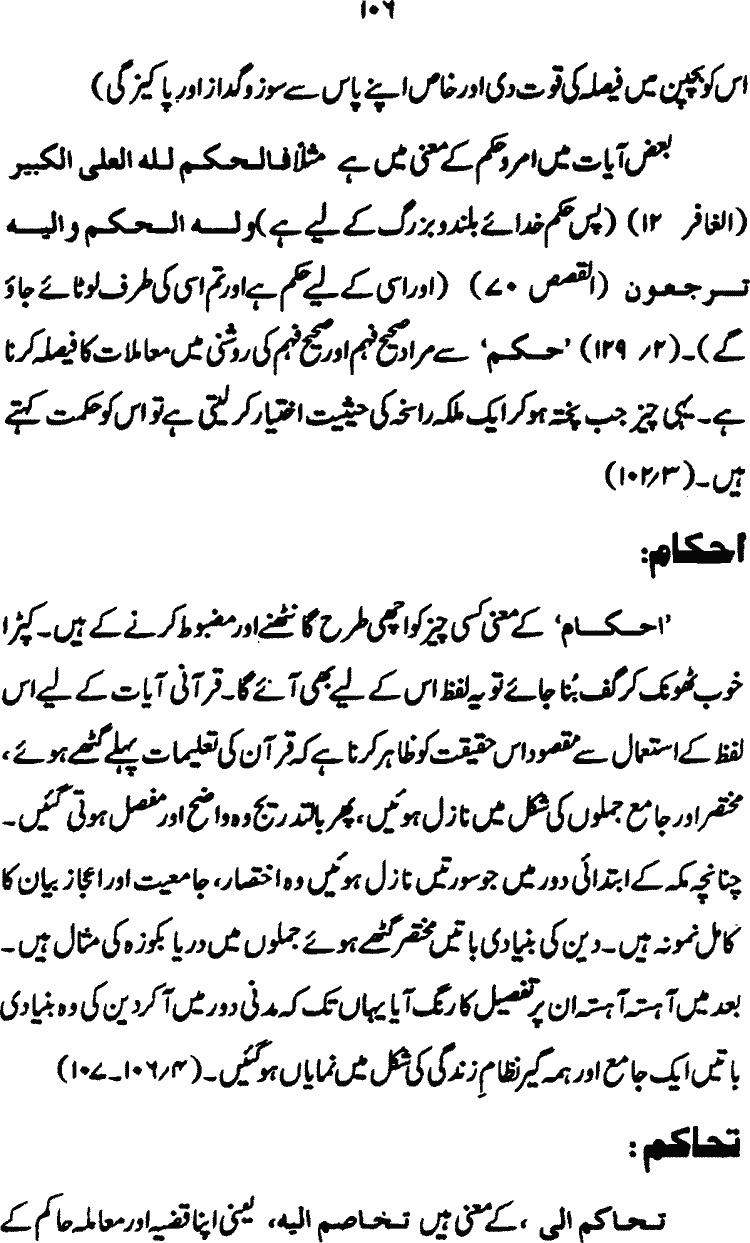 ۱۰۶
اس کو بچپن میں فیصلہ کی قوت دی اور خاص اپنے پاس سے سوز و گداز اور پاکیزگی)
بعض آیات میں امر و حکم کے معنی میں ہے مثلاً فالحکم لله العلی الکبیر
(الغافر ۱۲) (پس حکم خدائے بلند و بزرگ کے لیے ہے) وله الحکم والیه
ترجعون (القصص ۷۰) (اور اسی کے لیے حکم ہے اور تم اسی کی طرف لوٹائے جاؤ
گے)۔ (۲/ ۱۲۹) ’حکم‘ سے مراد صحیح فہم اور صحیح فہم کی روشنی میں معاملات کا فیصلہ کرنا
ہے۔ یہی چیز جب پختہ ہو کر ایک ملکہ راسخہ کی حیثیت اختیار کر لیتی ہے تو اس کو حکمت کہتے
ہیں۔ (۱۰۲/۳)
احکام:
’احکام‘ کے معنی کسی چیز کو اچھی طرح گانٹھنے اور مضبوط کرنے کے ہیں۔ کپڑا
خوب ٹھونک کر گف بُنا جائے تو یہ لفظ اس کے لیے بھی آئے گا۔ قرآنی آیات کے لیے اس
لفظ کے استعمال سے مقصود اس حقیقت کو ظاہر کرنا ہے کہ قرآن کی تعلیمات پہلے گٹھے ہوئے،
مختصر اور جامع جملوں کی شکل میں نازل ہوئیں، پھر بالتدریج وہ واضح اور مفصل ہوتی گئیں۔
چنانچہ مکہ کے ابتدائی دور میں جو سورتیں نازل ہوئیں وہ اختصار، جامعیت اور اعجاز بیان کا
کامل نمونہ ہیں۔ دین کی بنیادی باتیں مختصر گٹھے ہوئے جملوں میں دریا بکوزہ کی مثال ہیں۔
بعد میں آہستہ آہستہ ان پر تفصیل کا رنگ آیا یہاں تک کہ مدنی دور میں آ کر دین کی وہ بنیادی
باتیں ایک جامع اور ہمہ گیر نظامِ زندگی کی شکل میں نمایاں ہو گئیں۔ (۱۰۶/۴۔۱۰۷)
تحاکم:
تحاکم الی، کے معنی ہیں تخاصم الیه، یعنی اپنا قضیہ اور معاملہ حاکم کے